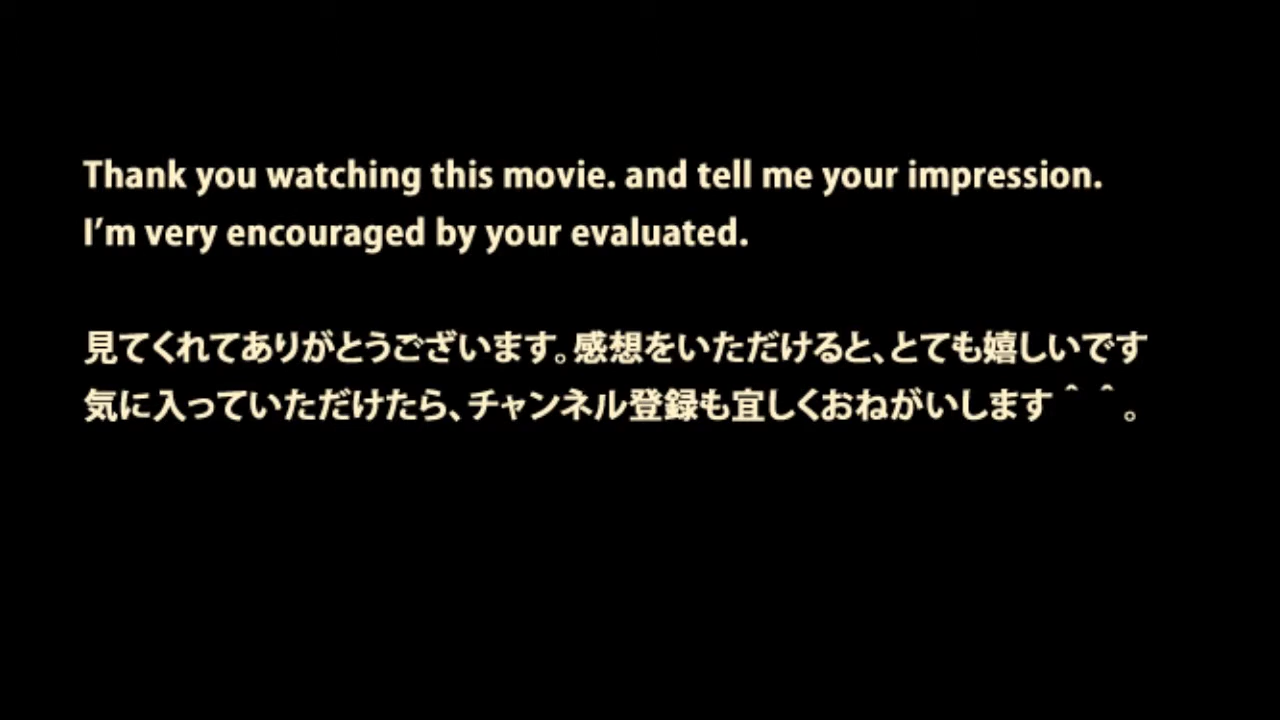 Thank you watching this movie. and tell me your impression.
I’m very encouraged by your evaluated.
見てくれてありがとうございます。感想をいただけると、とても嬉しいです
気に入っていただけたら、チャンネル登録も宜しくおねがいします＾＾。